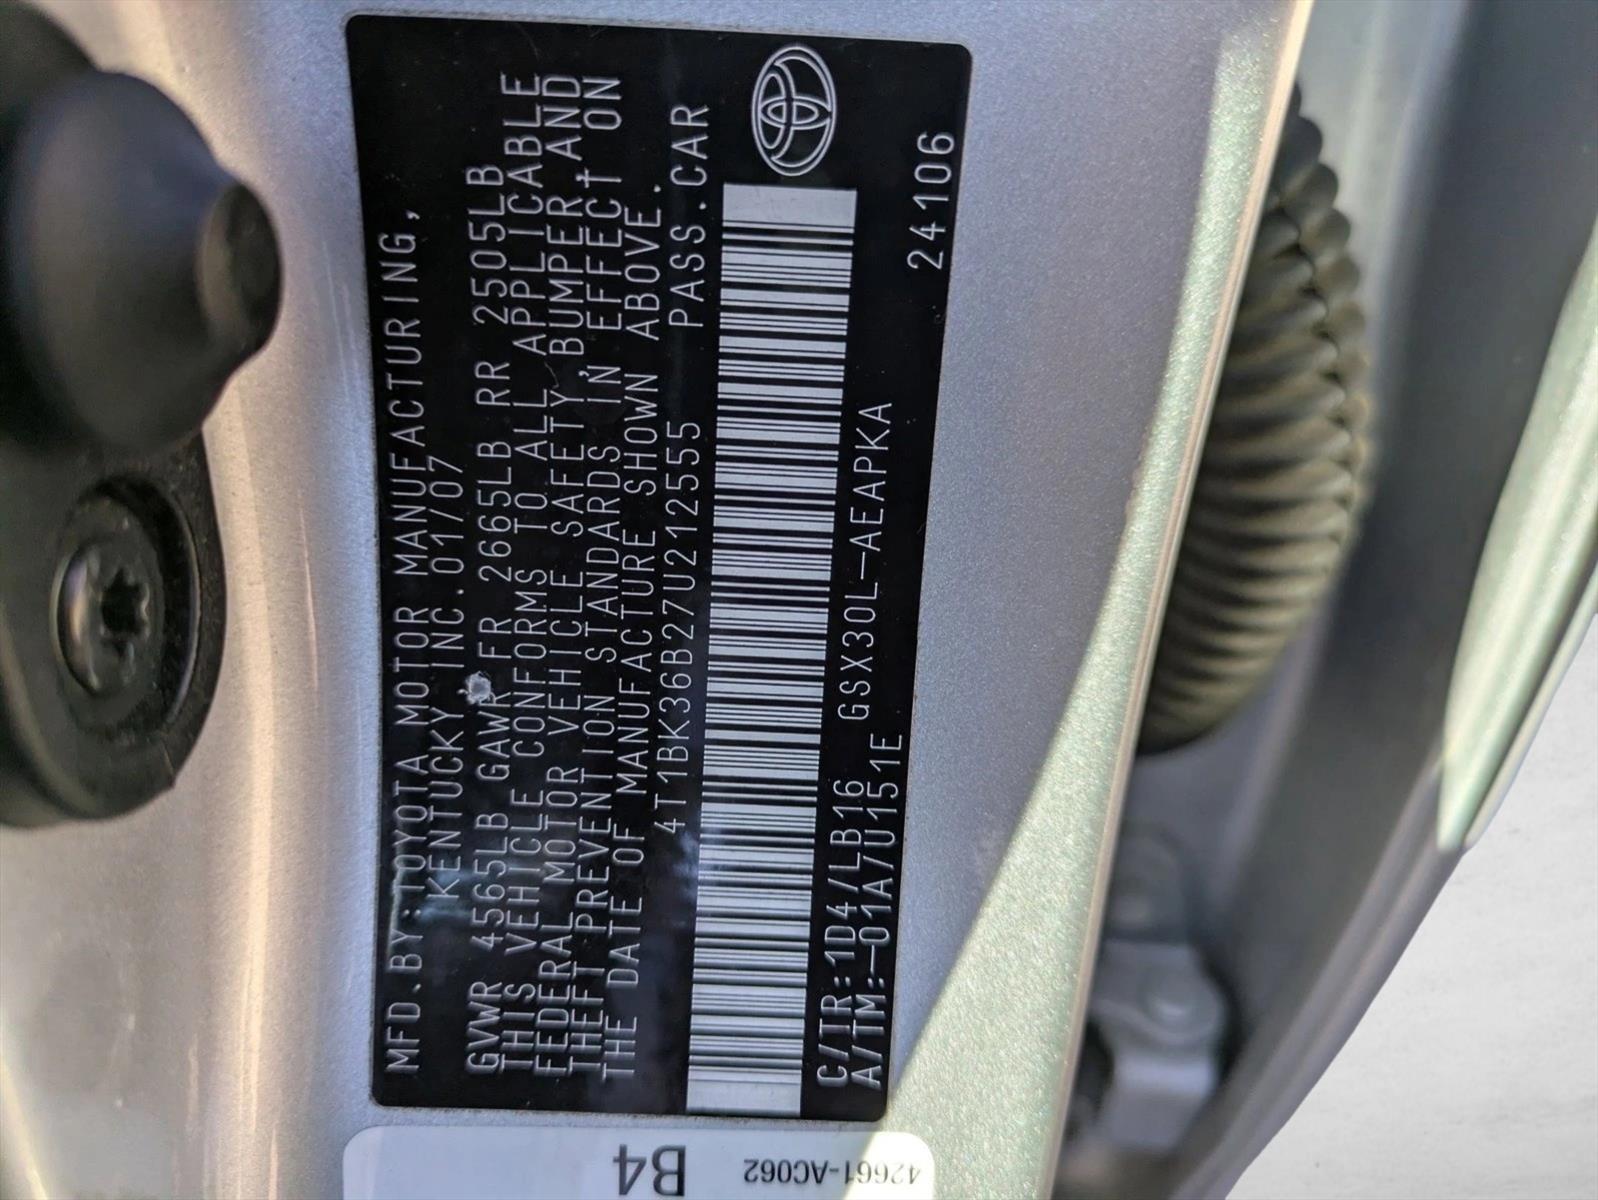 MFD.BY:TOYOTA MOTOR MANUFACTURING,
KENTUCKY INC.01/07
GVWR 4565LB GAWR FR 2665LB RR 2505LB
THIS VEHICLE CONFORMS TO ALL APPLICABLE
FEDERAL MOTOR VEHICLE SAFETY, BUMPER, AND
THEFT PREVENTION STANDARDS IN EFFECT ON
THE DATE OF MANUFACTURE SHOWN ABOVE.
4T1BK36B27U212555 PASS.CAR
C/TR:1D4/LB16 GSX30L-AEAPKA
A/TM:-01A/U151E 24106
B4
42661-AC062